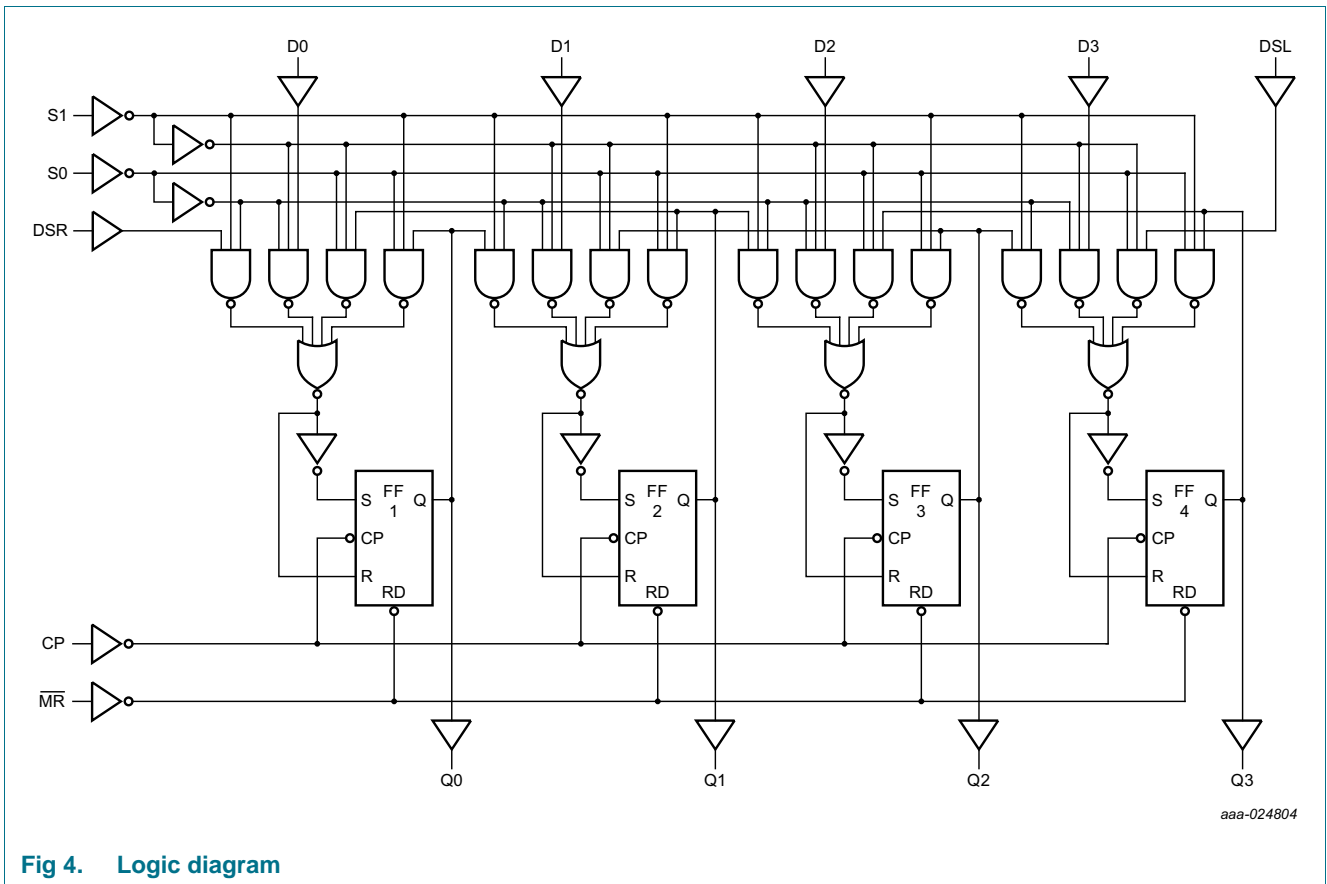 D0 D1 D2 D3 DSL
S1
S0
DSR
S FF 1 Q
CP
R
RD
S FF 2 Q
CP
R
RD
S FF 3 Q
CP
R
RD
S FF 4 Q
CP
R
RD
CP
M̅R̅
Q0 Q1 Q2 Q3
aaa-024804
Fig 4. Logic diagram